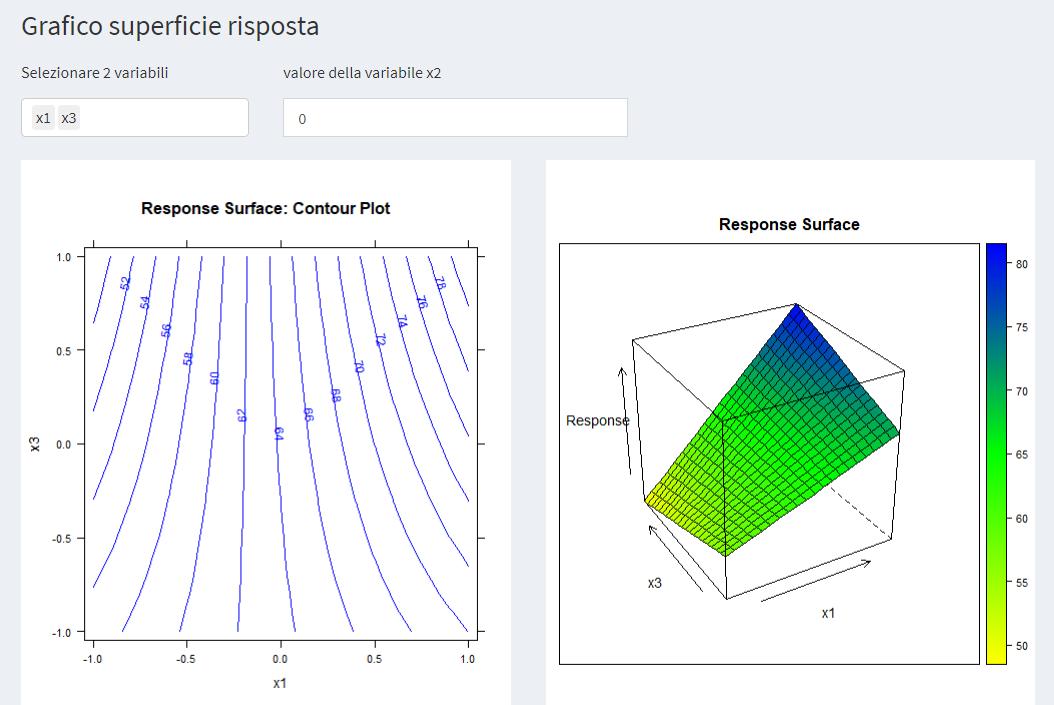 Grafico superficie risposta
Selezionare 2 variabili
valore della variabile x2
x1 x3
0
Response Surface: Contour Plot
1.0
0.5
0.0
-0.5
-1.0
x3
52
54
56
58
60
62
64
66
68
70
72
74
76
78
-1.0
-0.5
0.0
0.5
1.0
x1
Response Surface
Response
x3
x1
80
75
70
65
60
55
50